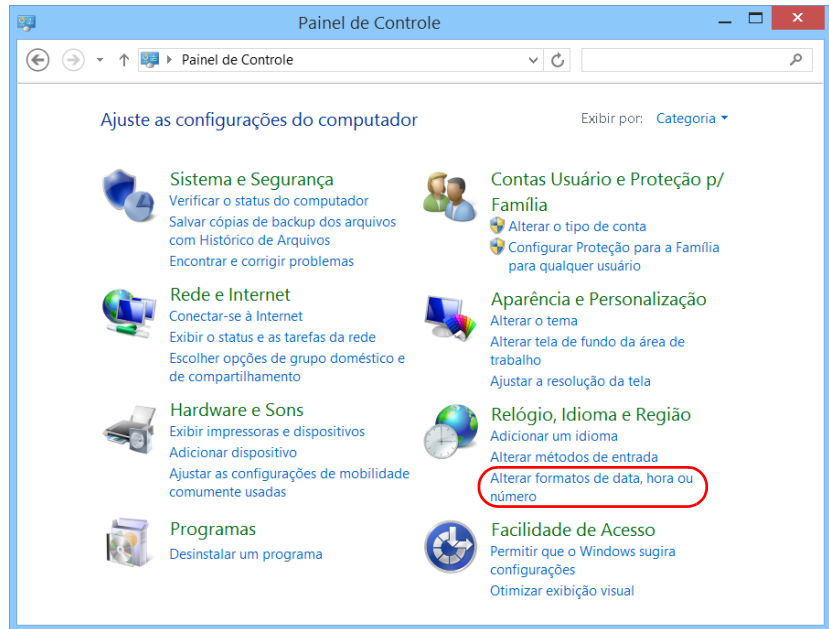 Painel de Controle
Painel de Controle
Ajuste as configurações do computador
Exibir por: Categoria
Sistema e Segurança
Verificar o status do computador
Salvar cópias de backup dos arquivos
com Histórico de Arquivos
Encontrar e corrigir problemas
Rede e Internet
Conectar-se à Internet
Exibir o status e as tarefas da rede
Escolher opções de grupo doméstico e
de compartilhamento
Hardware e Sons
Exibir impressoras e dispositivos
Adicionar dispositivo
Ajustar as configurações de mobilidade
comumente usadas
Programas
Desinstalar um programa
Contas Usuário e Proteção p/
Família
Alterar o tipo de conta
Configurar Proteção para a Família
para qualquer usuário
Aparência e Personalização
Alterar o tema
Alterar tela de fundo da área de
trabalho
Ajustar a resolução da tela
Relógio, Idioma e Região
Adicionar um idioma
Alterar métodos de entrada
Alterar formatos de data, hora ou
número
Facilidade de Acesso
Permitir que o Windows sugira
configurações
Otimizar exibição visual